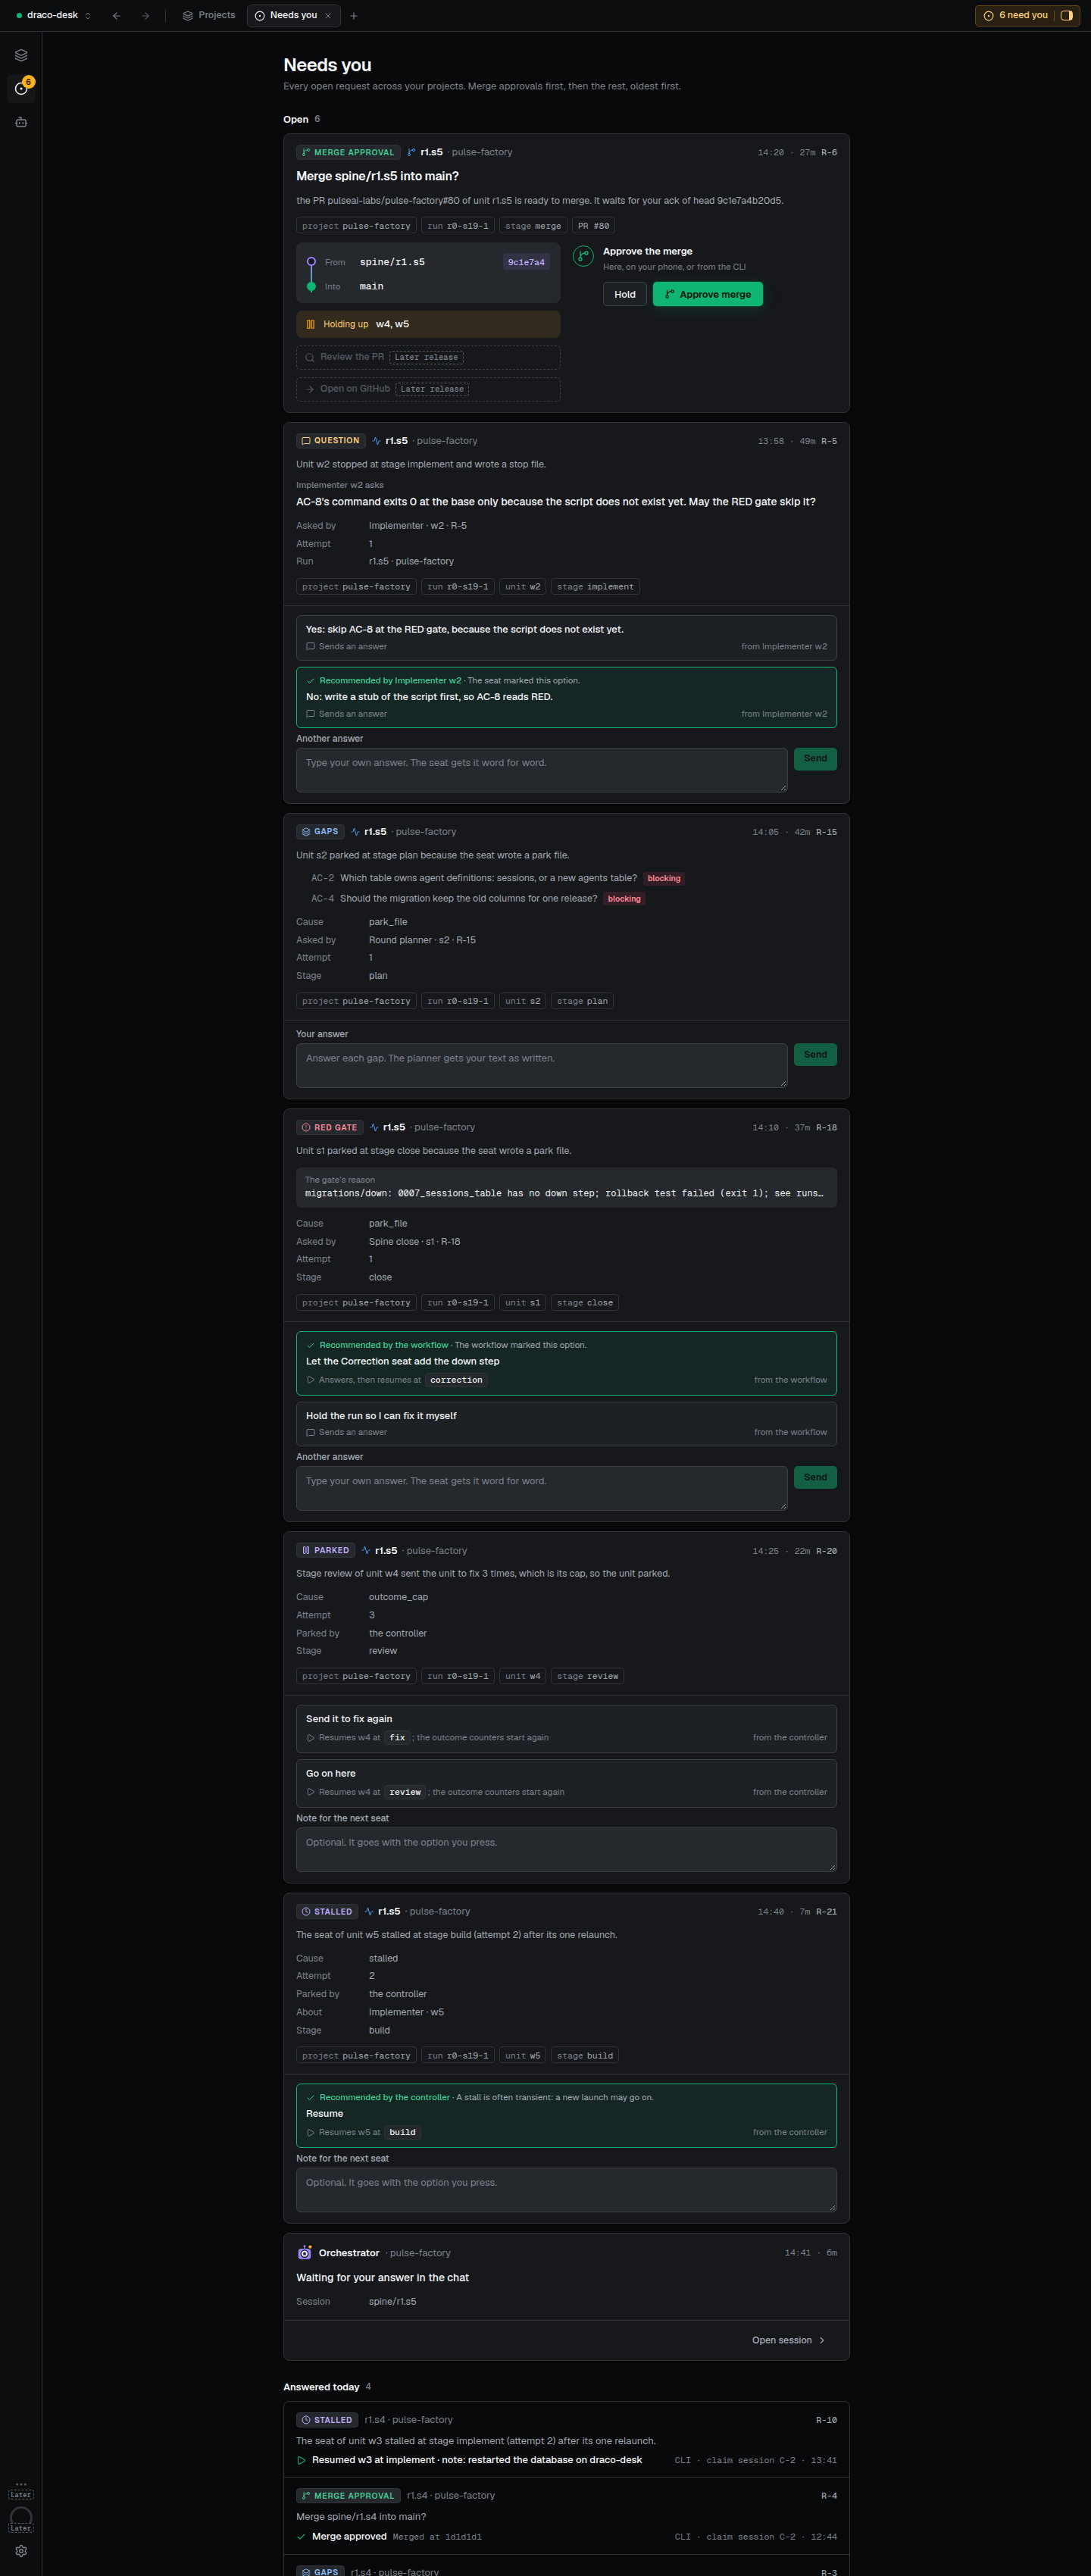 draco-desk
Projects
Needs you
6 need you
6
Needs you
Every open request across your projects. Merge approvals first, then the rest, oldest first.
Open 6
MERGE APPROVAL r1.s5 · pulse-factory 14:20 · 27m R-6
Merge spine/r1.s5 into main?
the PR pulseai-labs/pulse-factory#80 of unit r1.s5 is ready to merge. It waits for your ack of head 9c1e7a4b20d5.
project pulse-factory run r0-s19-1 stage merge PR #80
From spine/r1.s5 9c1e7a4
Into main
Approve the merge
Here, on your phone, or from the CLI
Hold Approve merge
Holding up w4, w5
Review the PR Later release
Open on GitHub Later release
QUESTION r1.s5 · pulse-factory 13:58 · 49m R-5
Unit w2 stopped at stage implement and wrote a stop file.
Implementer w2 asks
AC-8's command exits 0 at the base only because the script does not exist yet. May the RED gate skip it?
Asked by Implementer · w2 · R-5
Attempt 1
Run r1.s5 · pulse-factory
project pulse-factory run r0-s19-1 unit w2 stage implement
Yes: skip AC-8 at the RED gate, because the script does not exist yet.
Sends an answer from Implementer w2
Recommended by Implementer w2 · The seat marked this option.
No: write a stub of the script first, so AC-8 reads RED.
Sends an answer from Implementer w2
Another answer
Type your own answer. The seat gets it word for word.
Send
GAPS r1.s5 · pulse-factory 14:05 · 42m R-15
Unit s2 parked at stage plan because the seat wrote a park file.
AC-2 Which table owns agent definitions: sessions, or a new agents table? blocking
AC-4 Should the migration keep the old columns for one release? blocking
Cause park_file
Asked by Round planner · s2 · R-15
Attempt 1
Stage plan
project pulse-factory run r0-s19-1 unit s2 stage plan
Your answer
Answer each gap. The planner gets your text as written.
Send
RED GATE r1.s5 · pulse-factory 14:10 · 37m R-18
Unit s1 parked at stage close because the seat wrote a park file.
The gate's reason
migrations/down: 0007_sessions_table has no down step; rollback test failed (exit 1); see runs…
Cause park_file
Asked by Spine close · s1 · R-18
Attempt 1
Stage close
project pulse-factory run r0-s19-1 unit s1 stage close
Recommended by the workflow · The workflow marked this option.
Let the Correction seat add the down step
Answers, then resumes at correction from the workflow
Hold the run so I can fix it myself
Sends an answer from the workflow
Another answer
Type your own answer. The seat gets it word for word.
Send
PARKED r1.s5 · pulse-factory 14:25 · 22m R-20
Stage review of unit w4 sent the unit to fix 3 times, which is its cap, so the unit parked.
Cause outcome_cap
Attempt 3
Parked by the controller
Stage review
project pulse-factory run r0-s19-1 unit w4 stage review
Send it to fix again
Resumes w4 at fix ; the outcome counters start again from the controller
Go on here
Resumes w4 at review ; the outcome counters start again from the controller
Note for the next seat
Optional. It goes with the option you press.
STALLED r1.s5 · pulse-factory 14:40 · 7m R-21
The seat of unit w5 stalled at stage build (attempt 2) after its one relaunch.
Cause stalled
Attempt 2
Parked by the controller
About Implementer · w5
Stage build
project pulse-factory run r0-s19-1 unit w5 stage build
Recommended by the controller · A stall is often transient: a new launch may go on.
Resume
Resumes w5 at build from the controller
Note for the next seat
Optional. It goes with the option you press.
Orchestrator · pulse-factory 14:41 · 6m
Waiting for your answer in the chat
Session spine/r1.s5
Open session
Answered today 4
STALLED r1.s4 · pulse-factory R-10
The seat of unit w3 stalled at stage implement (attempt 2) after its one relaunch.
Resumed w3 at implement · note: restarted the database on draco-desk CLI · claim session C-2 · 13:41
MERGE APPROVAL r1.s4 · pulse-factory R-4
Merge spine/r1.s4 into main?
Merge approved Merged at 1d1d1d1 CLI · claim session C-2 · 12:44
GAPS r1.s4 · pulse-factory R-3
Later
Later